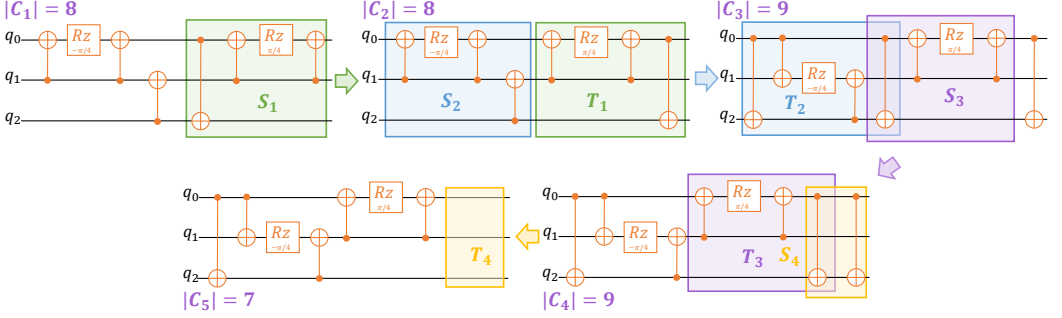 |C₁| = 8
|C₂| = 8
|C₃| = 9
q₀ Rz −π/4 Rz π/4
q₁
q₂
S₁
q₀ Rz −π/4 Rz π/4
q₁
q₂
S₂ T₁
q₀ Rz π/4
q₁ Rz −π/4
q₂
T₂ S₃
q₀ Rz π/4
q₁ Rz −π/4
q₂
T₄
|C₅| = 7
q₀ Rz π/4
q₁ Rz −π/4
q₂
T₃ S₄
|C₄| = 9